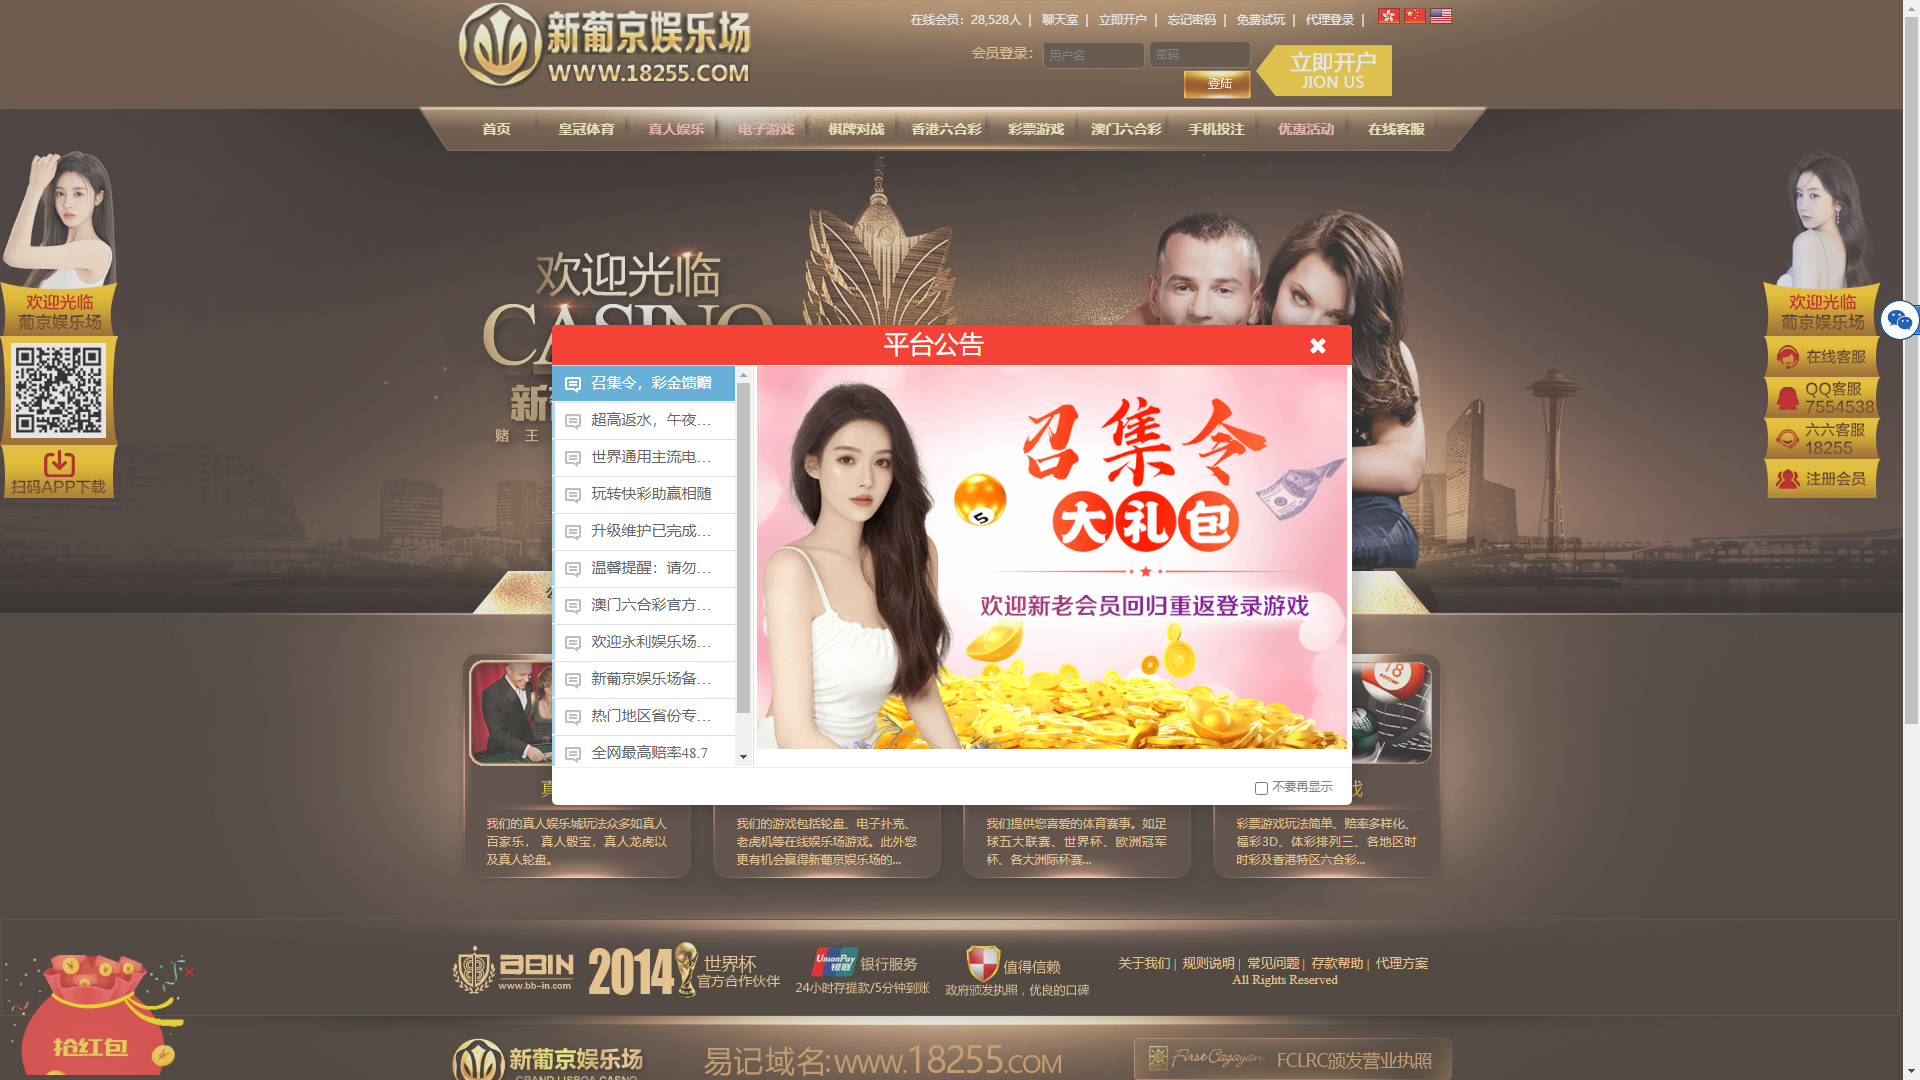 新葡京娱乐场
WWW.18255.COM
在线会员：28,528人 | 聊天室 | 立即开户 | 忘记密码 | 免费试玩 | 代理登录 |
会员登录：
用户名
密码
登陆
立即开户
JION US
首页
皇冠体育
真人娱乐
电子游戏
棋牌对战
香港六合彩
彩票游戏
澳门六合彩
手机投注
优惠活动
在线客服
欢迎光临
葡京娱乐场
扫码APP下载
欢迎光临
赌 王
欢迎光临
葡京娱乐场
在线客服
QQ客服
7554538
六六客服
18255
注册会员
平台公告
召集令，彩金馈赠
超高返水，午夜...
世界通用主流电...
玩转快彩助赢相随
升级维护已完成...
温馨提醒：请勿...
澳门六合彩官方...
欢迎永利娱乐场...
新葡京娱乐场备...
热门地区省份专...
全网最高赔率48.7
召集令
大礼包
欢迎新老会员回归重返登录游戏
5
不要再显示
我们的真人娱乐城玩法众多如真人
百家乐， 真人骰宝，真人龙虎以
及真人轮盘。
我们的游戏包括轮盘、电子扑克、
老虎机等在线娱乐场游戏。此外您
更有机会赢得新葡京娱乐场的...
我们提供您喜爱的体育赛事。如足
球五大联赛、世界杯、欧洲冠军
杯、各大洲际杯赛...
彩票游戏玩法简单、赔率多样化、
福彩3D、体彩排列三、各地区时
时彩及香港特区六合彩...
抢红包
BBIN
www.bb-in.com
2014
世界杯
官方合作伙伴
UnionPay
银联
银行服务
24小时存提款/5分钟到账
值得信赖
政府颁发执照，优良的口碑
关于我们 | 规则说明 | 常见问题 | 存款帮助 | 代理方案
All Rights Reserved
新葡京娱乐场
GRAND LISBOA CASNO
易记域名:www.18255.COM
First Cagayan
FCLRC颁发营业执照